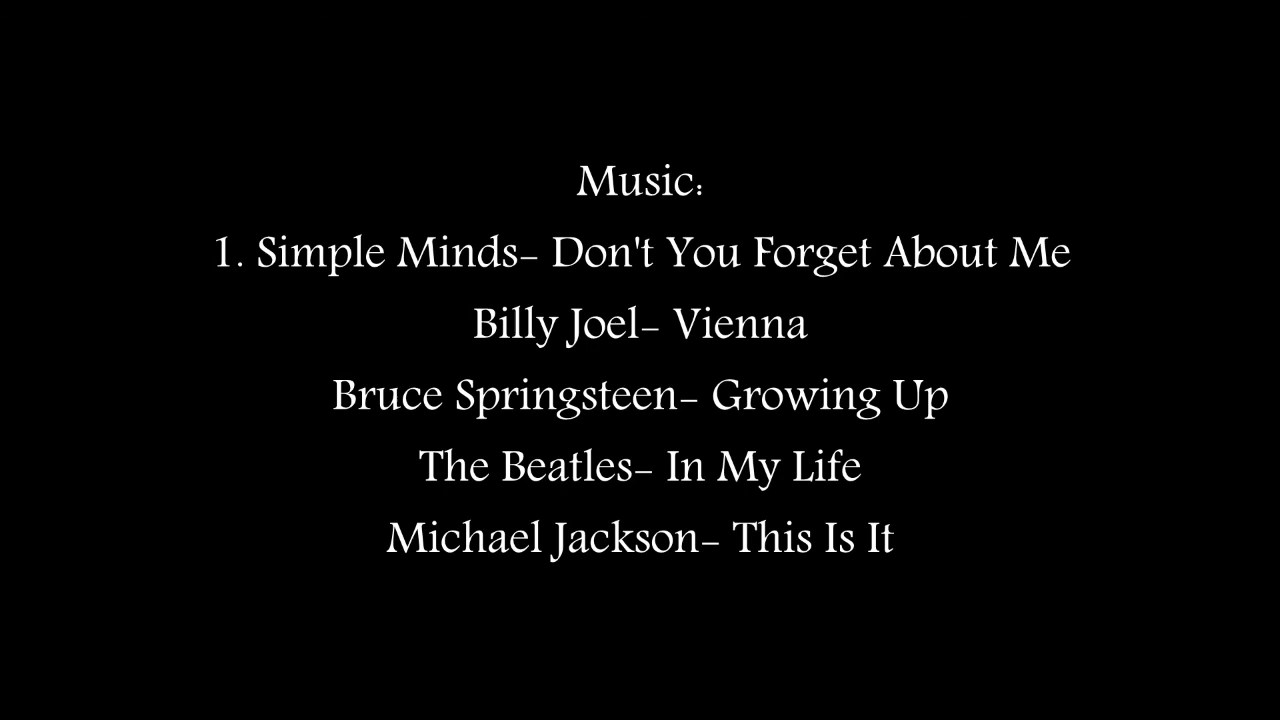 Music:
1. Simple Minds- Don't You Forget About Me
Billy Joel- Vienna
Bruce Springsteen- Growing Up
The Beatles- In My Life
Michael Jackson- This Is It